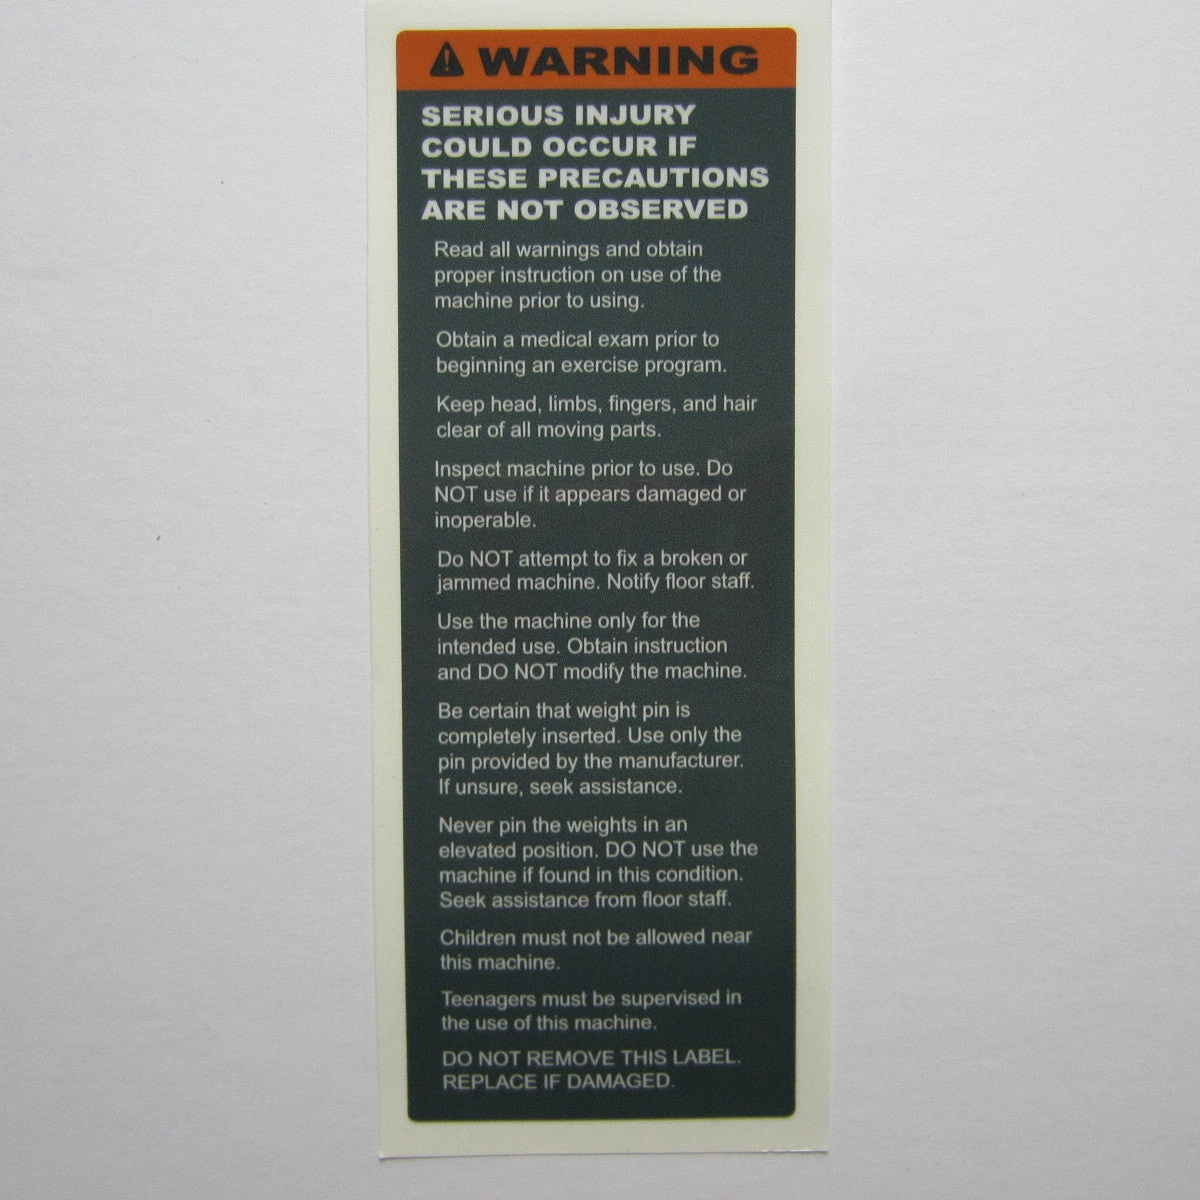 WARNING
SERIOUS INJURY
COULD OCCUR IF
THESE PRECAUTIONS
ARE NOT OBSERVED
Read all warnings and obtain
proper instruction on use of the
machine prior to using.
Obtain a medical exam prior to
beginning an exercise program.
Keep head, limbs, fingers, and hair
clear of all moving parts.
Inspect machine prior to use. Do
NOT use if it appears damaged or
inoperable.
Do NOT attempt to fix a broken or
jammed machine. Notify floor staff.
Use the machine only for the
intended use. Obtain instruction
and DO NOT modify the machine.
Be certain that weight pin is
completely inserted. Use only the
pin provided by the manufacturer.
If unsure, seek assistance.
Never pin the weights in an
elevated position. DO NOT use the
machine if found in this condition.
Seek assistance from floor staff.
Children must not be allowed near
this machine.
Teenagers must be supervised in
the use of this machine.
DO NOT REMOVE THIS LABEL.
REPLACE IF DAMAGED.